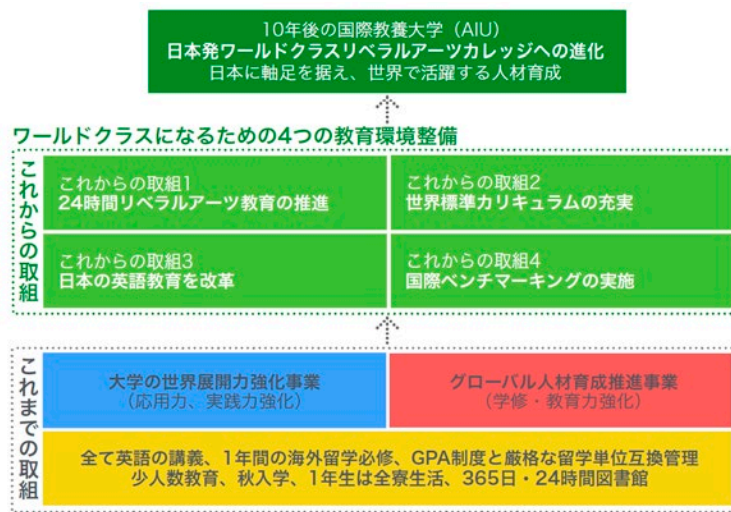 10年後の国際教養大学（AIU）
日本発ワールドクラスリベラルアーツカレッジへの進化
日本に軸足を据え、世界で活躍する人材育成
ワールドクラスになるための4つの教育環境整備
これからの取組
これからの取組1
24時間リベラルアーツ教育の推進
これからの取組2
世界標準カリキュラムの充実
これからの取組3
日本の英語教育を改革
これからの取組4
国際ベンチマーキングの実施
これまでの取組
大学の世界展開力強化事業
（応用力、実践力強化）
グローバル人材育成推進事業
（学修・教育力強化）
全て英語の講義、1年間の海外留学必修、GPA制度と厳格な留学単位互換管理
少人数教育、秋入学、1年生は全寮生活、365日・24時間図書館